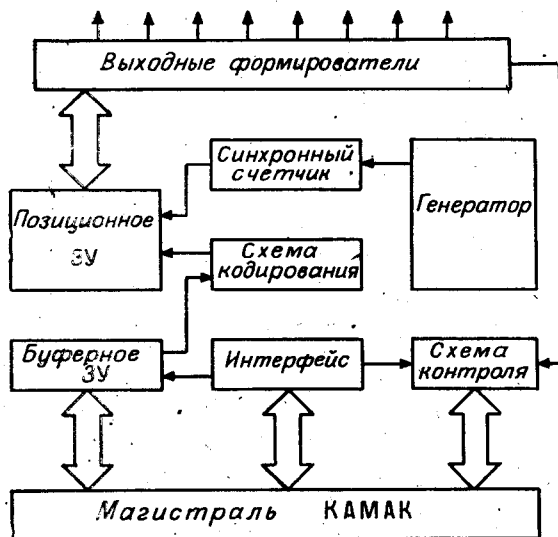 Выходные формирователи
Синхронный
счетчик
Генератор
Позиционное
ЗУ
Схема
кодирования
Буферное
ЗУ
Интерфейс
Схема
контроля
Магистраль КАМАК